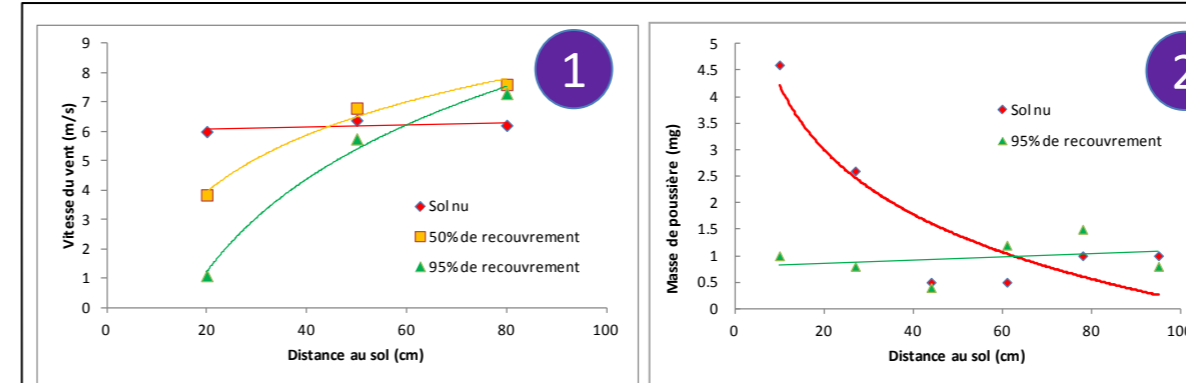 1
Vitesse du vent (m/s)
9
8
7
6
5
4
3
2
1
0
0 20 40 60 80 100
Distance au sol (cm)
Sol nu
50% de recouvrement
95% de recouvrement
2
Masse de poussière (mg)
5
4.5
4
3.5
3
2.5
2
1.5
1
0.5
0
0 20 40 60 80 100
Distance au sol (cm)
Sol nu
95% de recouvrement